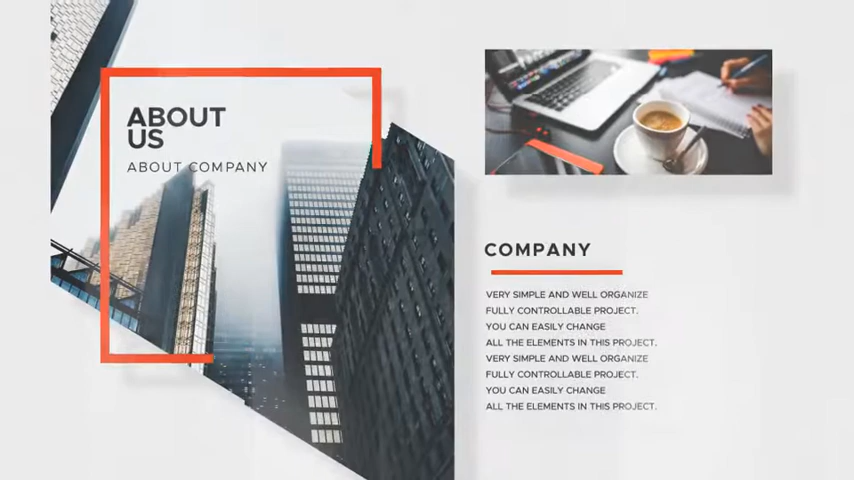 ABOUT
US
ABOUT COMPANY
COMPANY
VERY SIMPLE AND WELL ORGANIZE
FULLY CONTROLLABLE PROJECT.
YOU CAN EASILY CHANGE
ALL THE ELEMENTS IN THIS PROJECT.
VERY SIMPLE AND WELL ORGANIZE
FULLY CONTROLLABLE PROJECT.
YOU CAN EASILY CHANGE
ALL THE ELEMENTS IN THIS PROJECT.